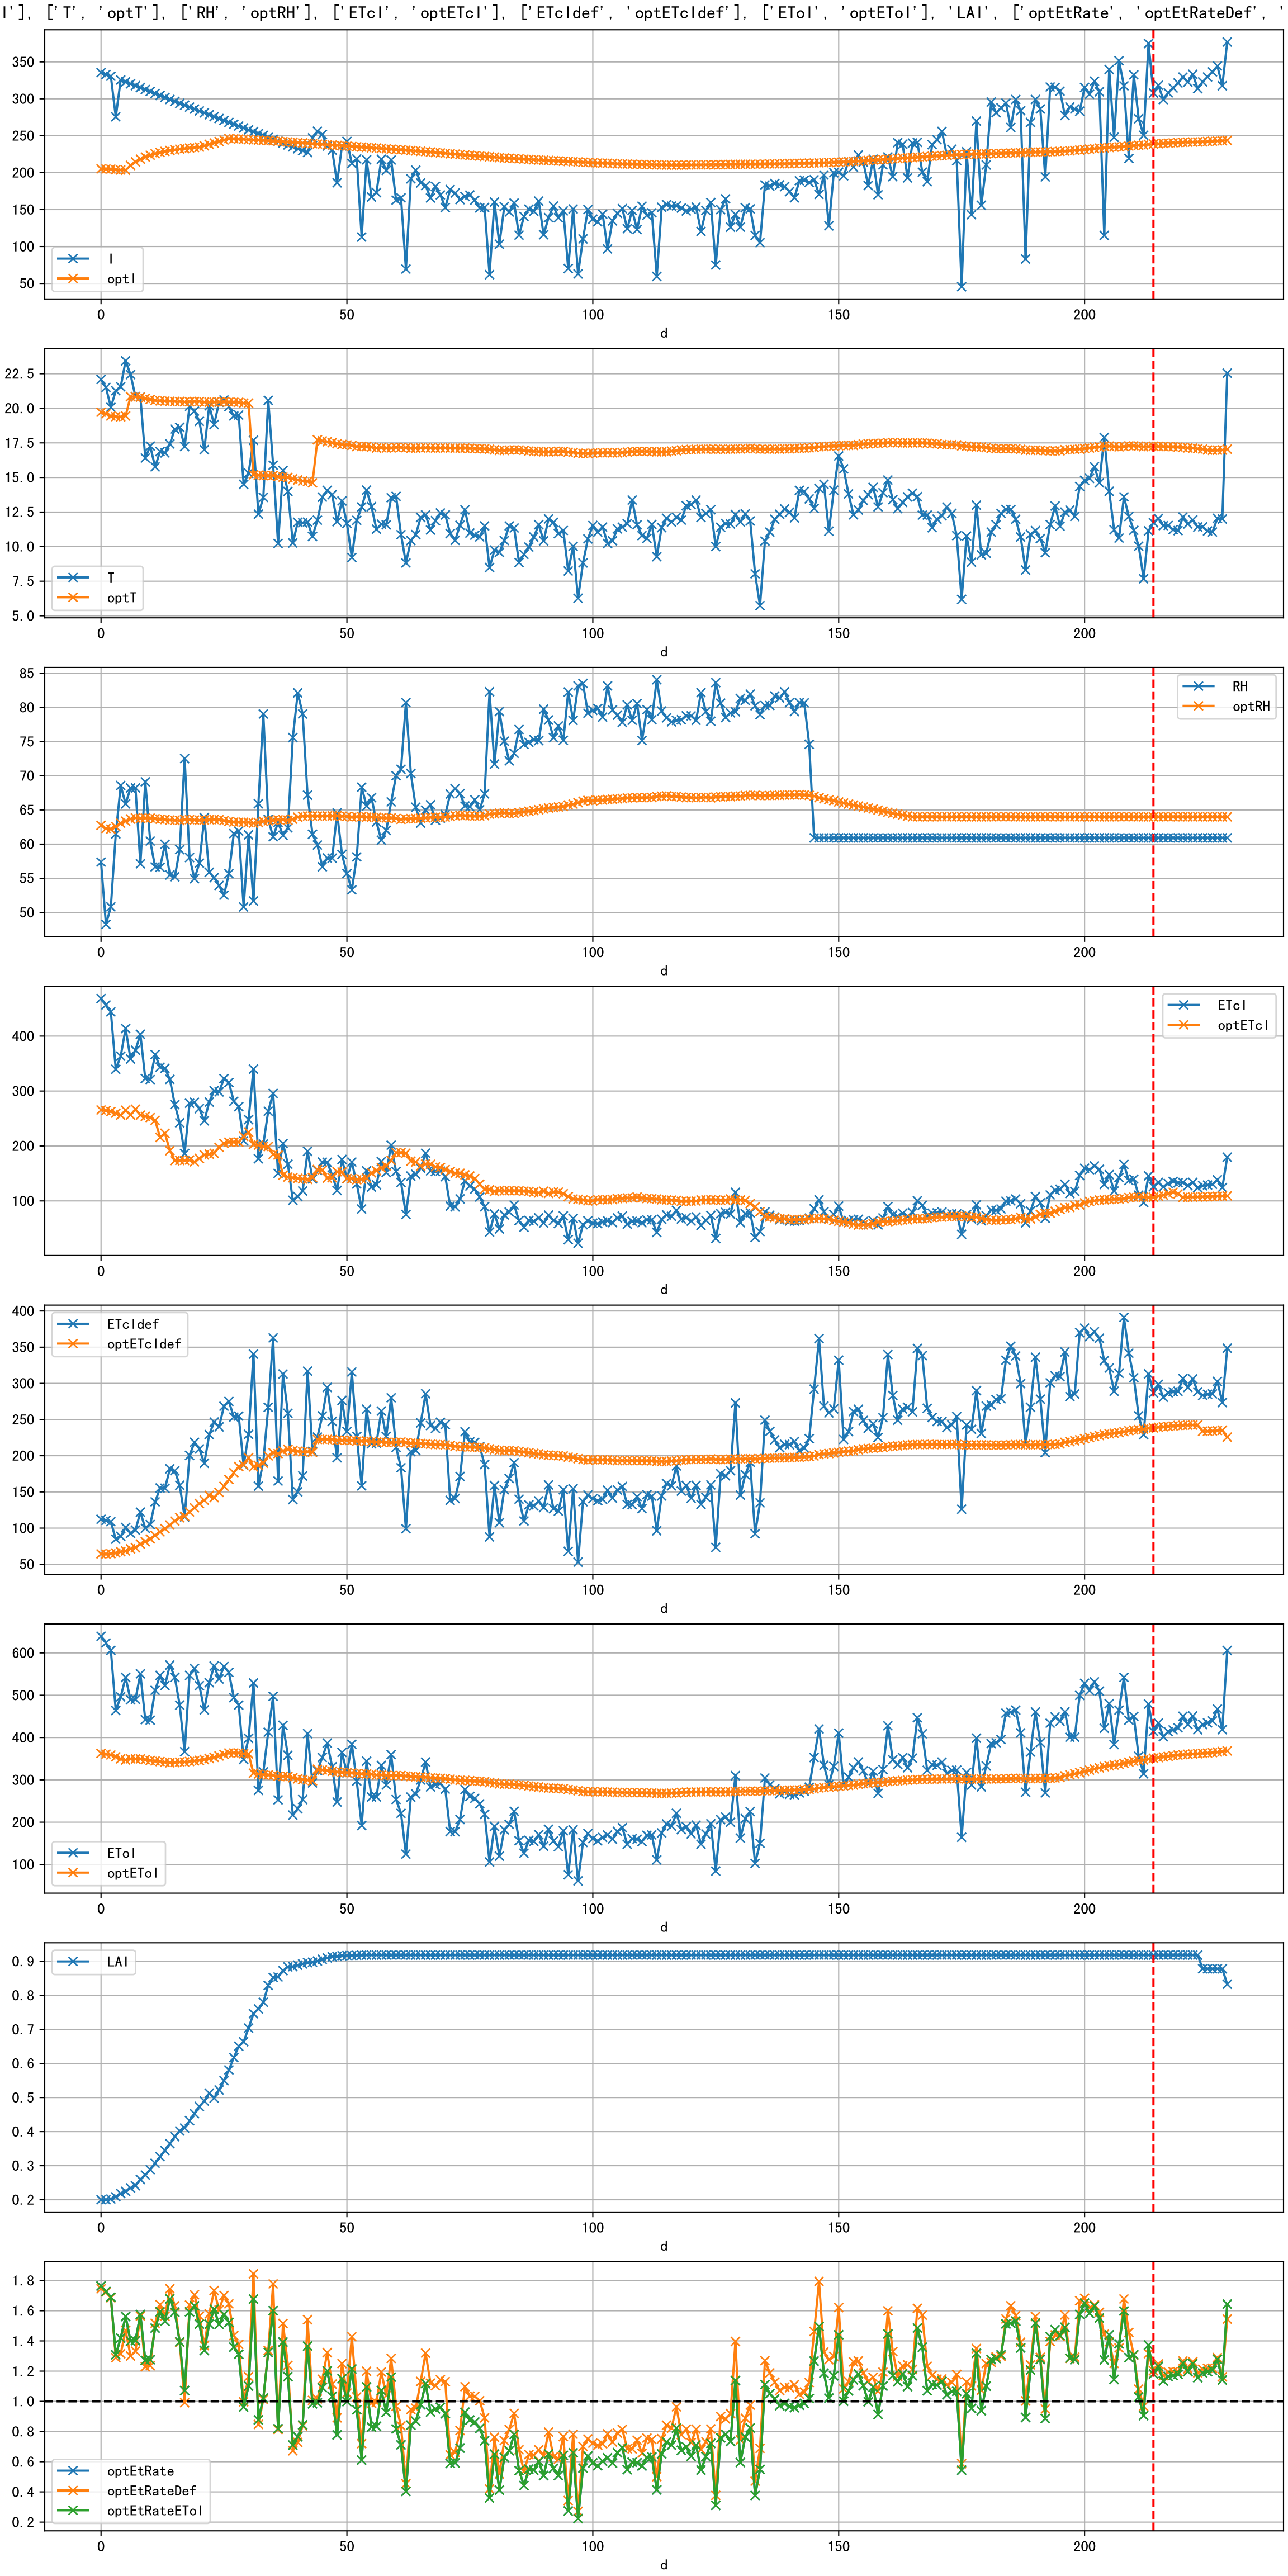 I'], ['T', 'optT'], ['RH', 'optRH'], ['ETcI', 'optETcI'], ['ETcIdef', 'optETcIdef'], ['EToI', 'optEToI'], 'LAI', ['optEtRate', 'optEtRateDef', '
350
300
250
200
150
100
50
I
optI
0 50 100 150 200
d
22.5
20.0
17.5
15.0
12.5
10.0
7.5
5.0
T
optT
0 50 100 150 200
d
85
80
75
70
65
60
55
50
RH
optRH
0 50 100 150 200
d
400
300
200
100
ETcI
optETcI
0 50 100 150 200
d
400
350
300
250
200
150
100
50
ETcIdef
optETcIdef
0 50 100 150 200
d
600
500
400
300
200
100
EToI
optEToI
0 50 100 150 200
d
0.9
0.8
0.7
0.6
0.5
0.4
0.3
0.2
LAI
0 50 100 150 200
d
1.8
1.6
1.4
1.2
1.0
0.8
0.6
0.4
0.2
optEtRate
optEtRateDef
optEtRateEToI
0 50 100 150 200
d